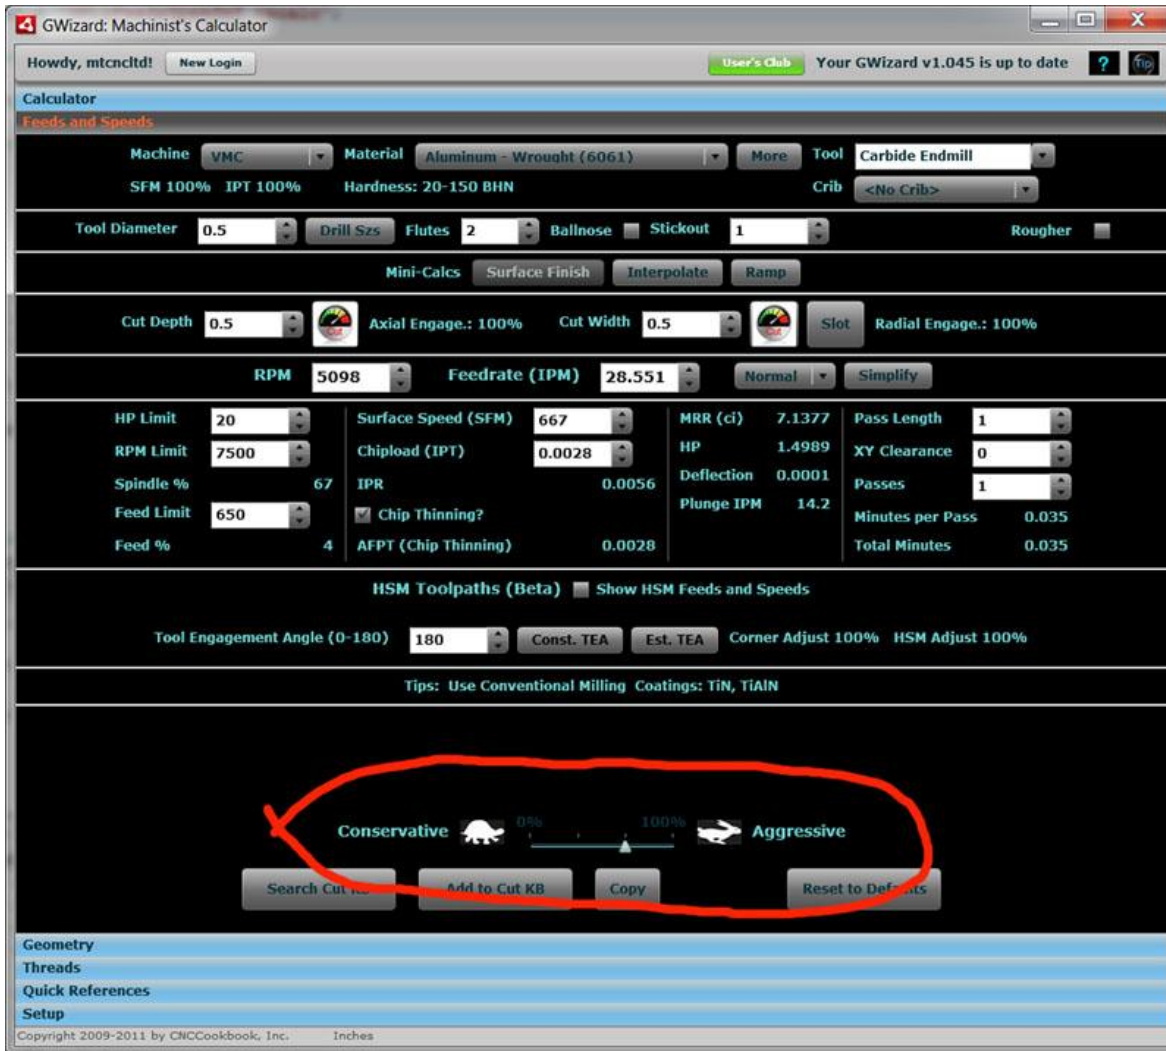 GWizard: Machinist's Calculator
Howdy, mtcncltd! New Login User's Club Your GWizard v1.045 is up to date ? Tip
Calculator
Feeds and Speeds
Machine VMC Material Aluminum - Wrought (6061) More Tool Carbide Endmill
SFM 100% IPT 100% Hardness: 20-150 BHN Crib <No Crib>
Tool Diameter 0.5 Drill Szs Flutes 2 Ballnose Stickout 1 Rougher
Mini-Calcs Surface Finish Interpolate Ramp
Cut Depth 0.5 Cut Axial Engage.: 100% Cut Width 0.5 Cut Slot Radial Engage.: 100%
RPM 5098 Feedrate (IPM) 28.551 Normal Simplify
HP Limit 20 Surface Speed (SFM) 667 MRR (ci) 7.1377 Pass Length 1
RPM Limit 7500 Chipload (IPT) 0.0028 HP 1.4989 XY Clearance 0
Spindle % 67 IPR 0.0056 Deflection 0.0001 Passes 1
Feed Limit 650 Chip Thinning? Plunge IPM 14.2 Minutes per Pass 0.035
Feed % 4 AFPT (Chip Thinning) 0.0028 Total Minutes 0.035
HSM Toolpaths (Beta) Show HSM Feeds and Speeds
Tool Engagement Angle (0-180) 180 Const. TEA Est. TEA Corner Adjust 100% HSM Adjust 100%
Tips: Use Conventional Milling Coatings: TiN, TiAlN
Conservative 0% 100% Aggressive
Search Cut KB Add to Cut KB Copy Reset to Defaults
Geometry
Threads
Quick References
Setup
Copyright 2009-2011 by CNCCookbook, Inc. Inches